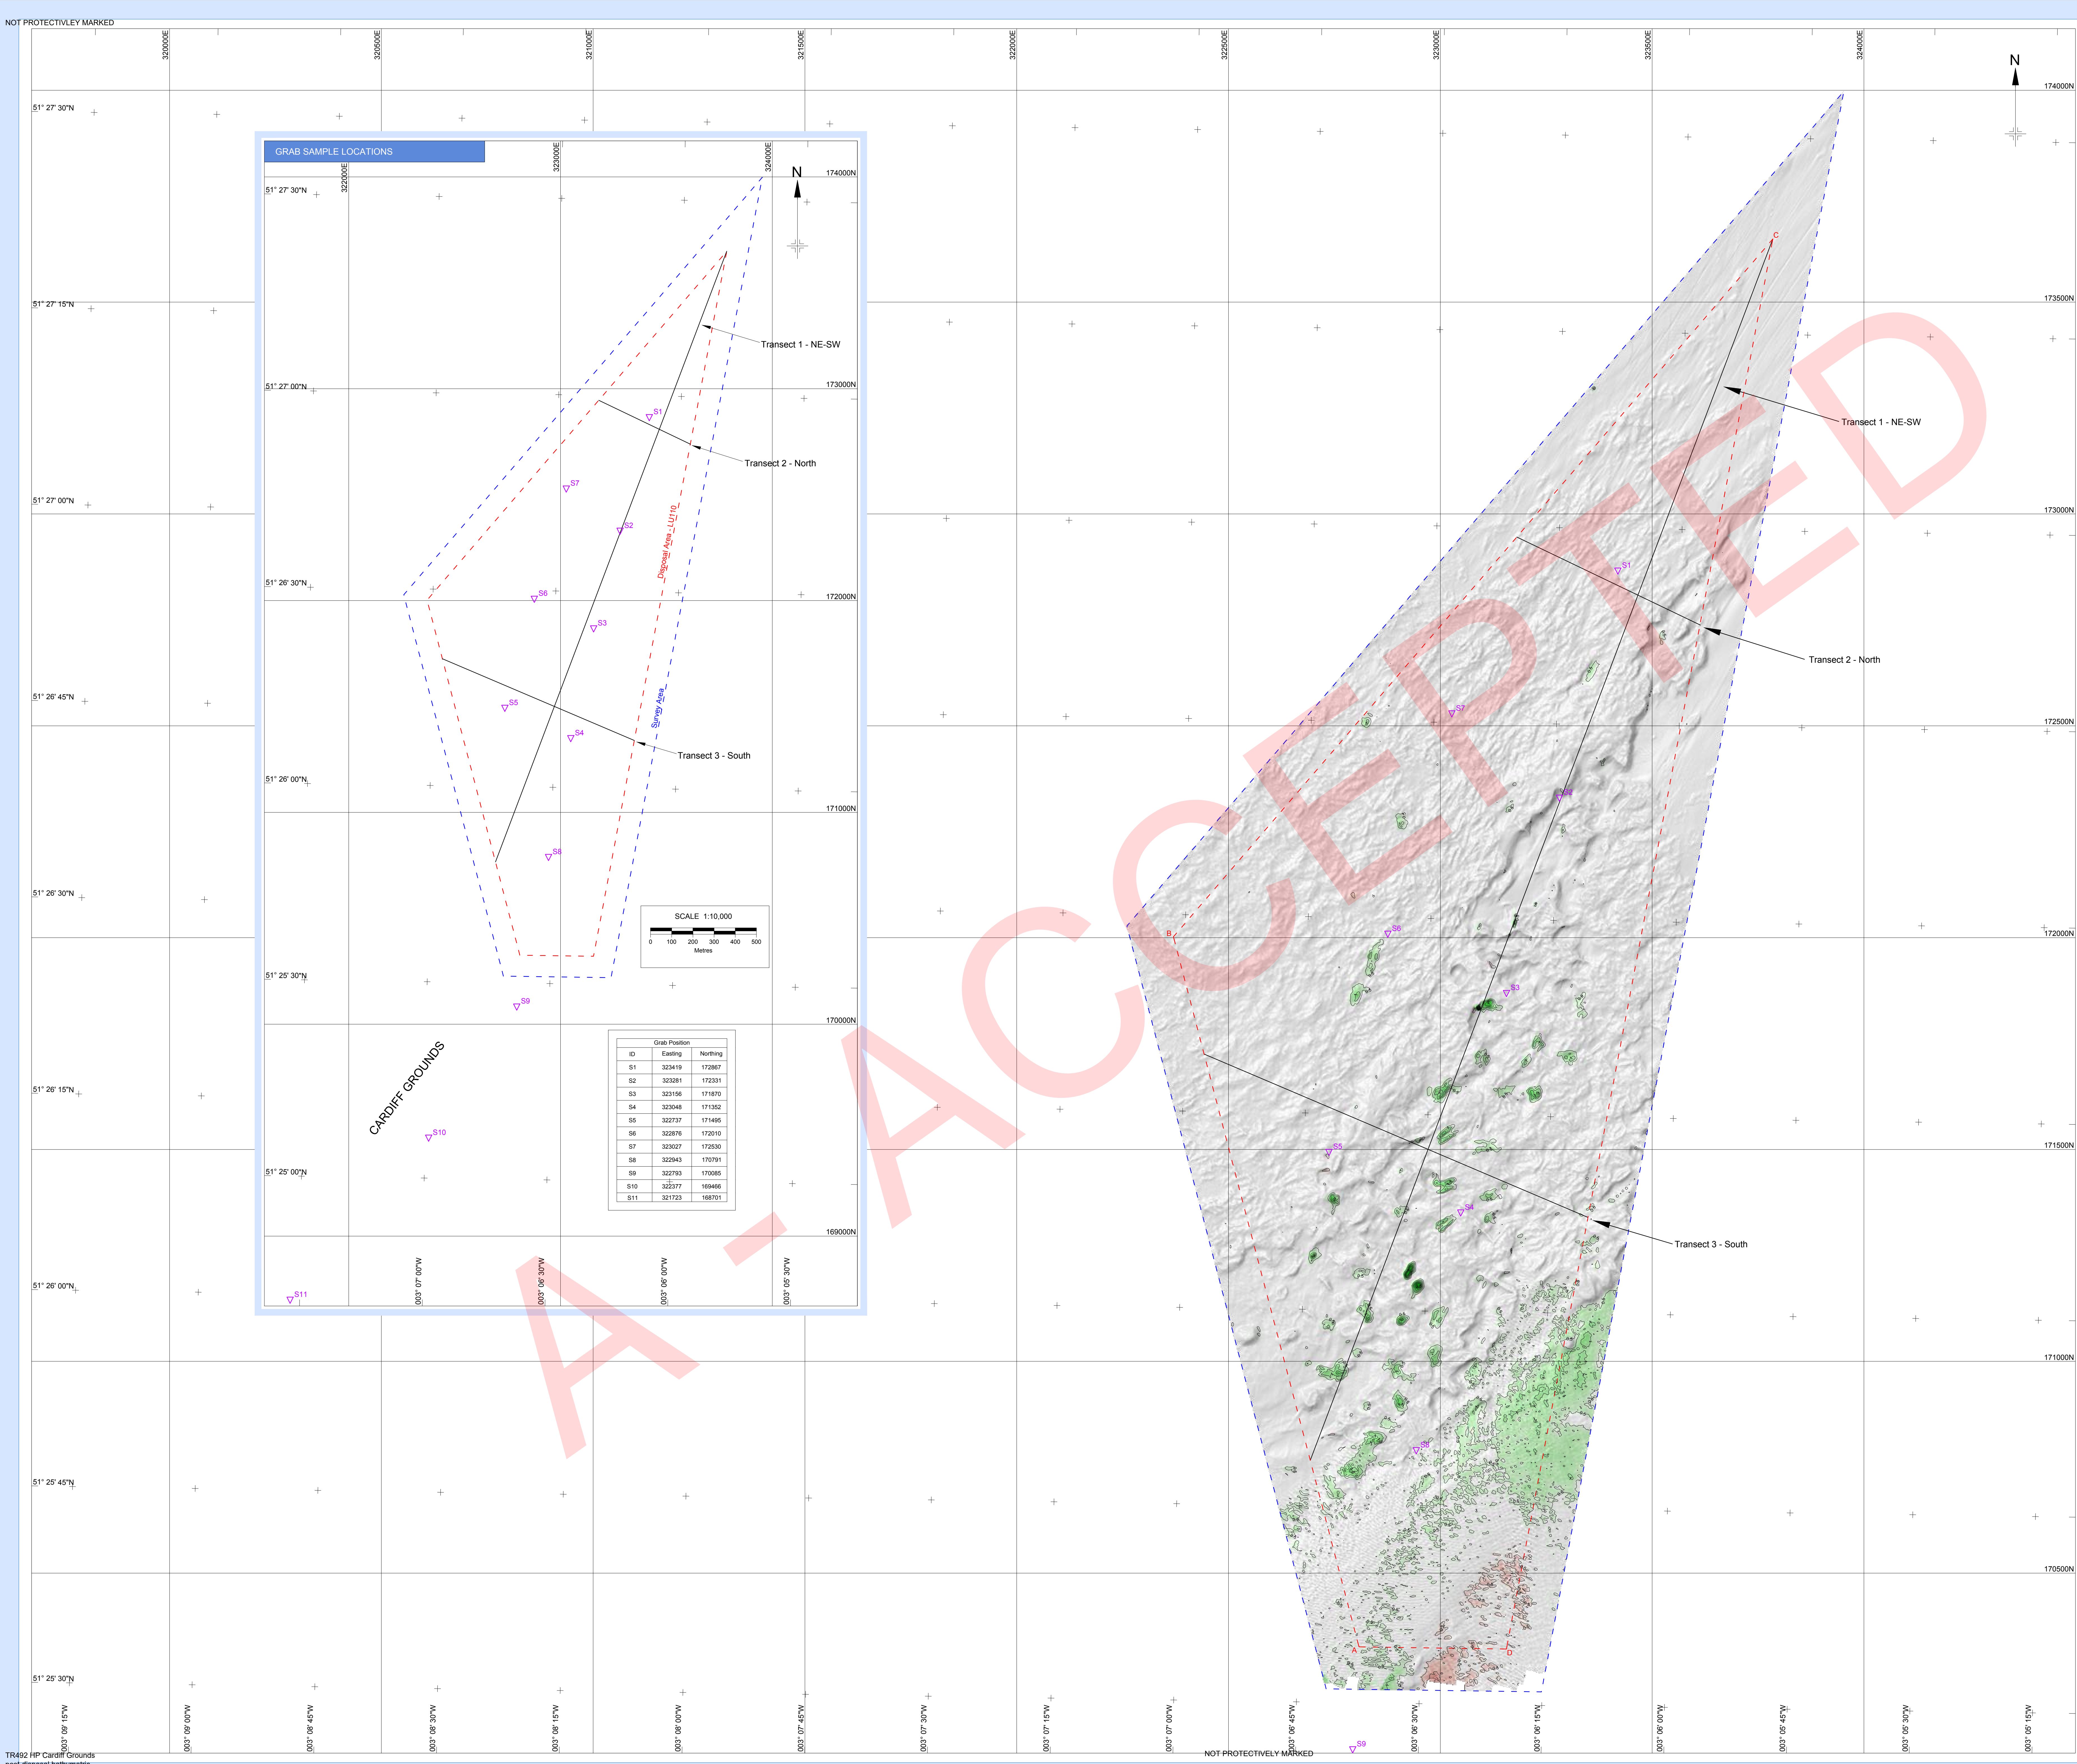 NOT PROTECTIVLEY MARKED
320000E
320500E
321000E
321500E
322000E
322500E
323000E
323500E
324000E
N
174000N
173500N
173000N
172500N
172000N
171500N
171000N
170500N
51° 27' 30"N
51° 27' 15"N
51° 27' 00"N
51° 26' 45"N
51° 26' 30"N
51° 26' 15"N
51° 26' 00"N
51° 25' 45"N
51° 25' 30"N
GRAB SAMPLE LOCATIONS
322000E
323000E
324000E
N
174000N
173000N
172000N
171000N
170000N
169000N
51° 27' 30"N
51° 27' 00"N
51° 26' 30"N
51° 26' 00"N
51° 25' 30"N
51° 25' 00"N
Transect 1 - NE-SW
S1
Transect 2 - North
S7
S2
Disposal Area - LU110
S6
S3
Survey Area
S5
S4
Transect 3 - South
S8
SCALE 1:10,000
0 100 200 300 400 500
Metres
S9
CARDIFF GROUNDS
S10
S11
Grab Position
ID Easting Northing
S1 323419 172867
S2 323281 172331
S3 323156 171870
S4 323048 171352
S5 322737 171495
S6 322876 172010
S7 323027 172530
S8 322943 170791
S9 322793 170085
S10 322377 169466
S11 321723 168701
003° 07' 00"W
003° 06' 30"W
003° 06' 00"W
003° 05' 30"W
A - ACCEPTED
C
Transect 1 - NE-SW
S1
Transect 2 - North
S7
S2
B
S6
S3
S5
S4
Transect 3 - South
S8
A
D
S9
003° 09' 15"W
003° 09' 00"W
003° 08' 45"W
003° 08' 30"W
003° 08' 15"W
003° 08' 00"W
003° 07' 45"W
003° 07' 30"W
003° 07' 15"W
003° 07' 00"W
003° 06' 45"W
003° 06' 30"W
003° 06' 15"W
003° 06' 00"W
003° 05' 45"W
003° 05' 30"W
003° 05' 15"W
TR492 HP Cardiff Grounds
NOT PROTECTIVELY MARKED